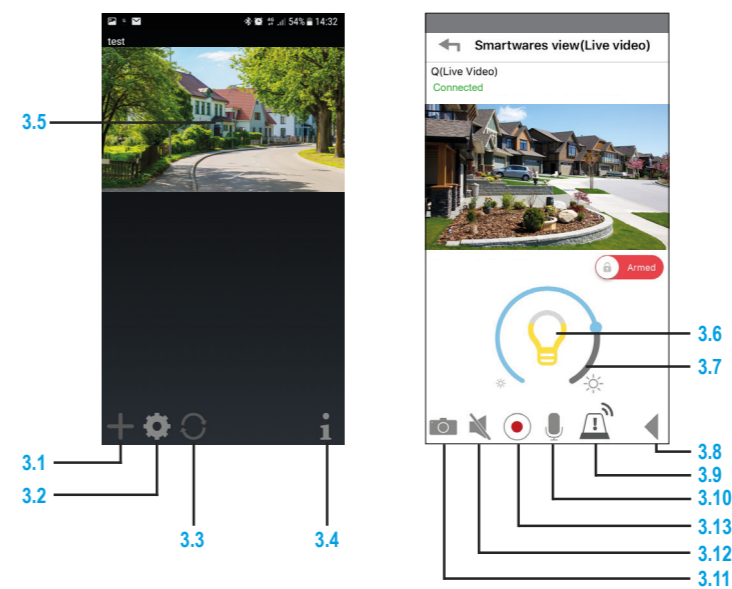 54% 14:32
test
3.5
3.1
3.2
3.3
3.4
Smartwares view(Live video)
Q(Live Video)
Connected
Armed
3.6
3.7
3.8
3.9
3.10
3.13
3.12
3.11